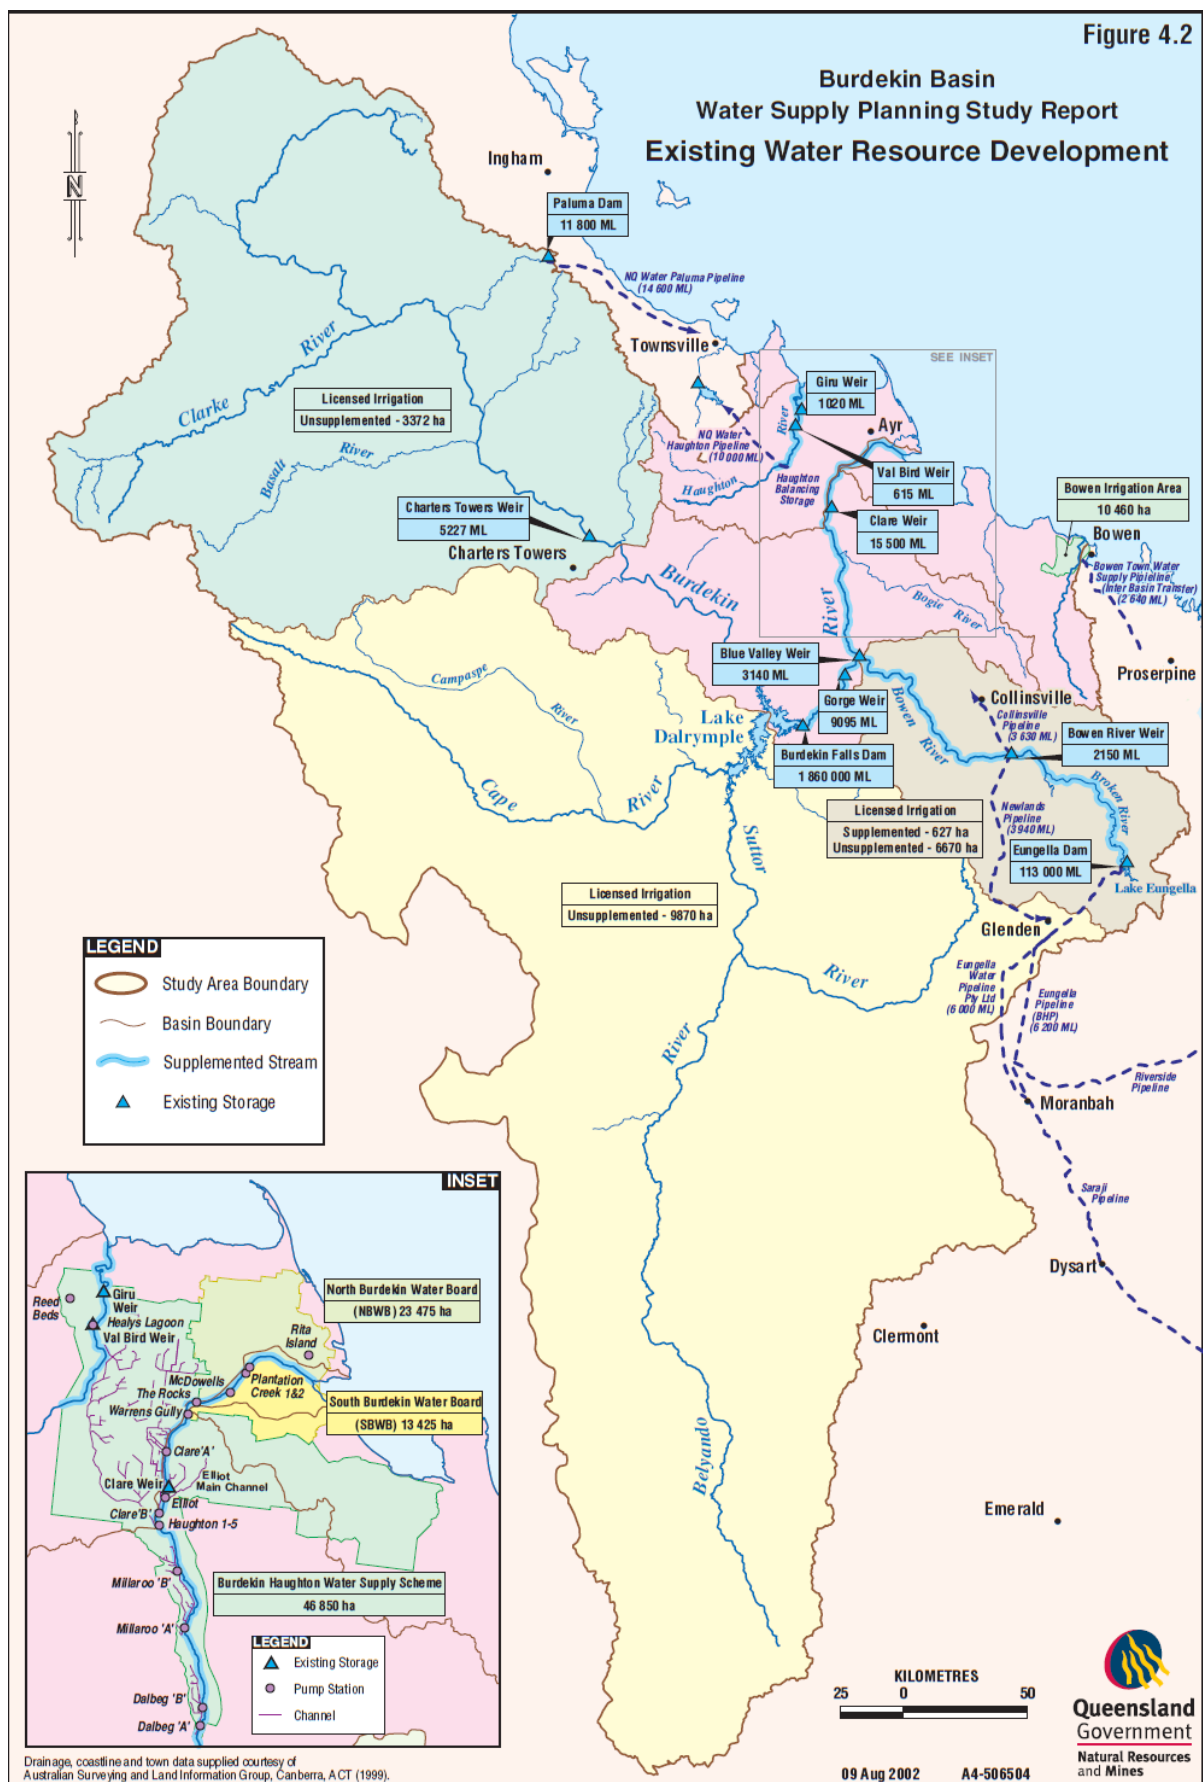 Figure 4.2
Burdekin Basin
Water Supply Planning Study Report
Existing Water Resource Development
N
Ingham
Paluma Dam
11 800 ML
NQ Water Paluma Pipeline
(14 600 ML)
Townsville
SEE INSET
Giru Weir
1020 ML
River
Ayr
NQ Water
Haughton Pipeline
(10 000 ML)
Haughton
Haughton
Balancing
Storage
Val Bird Weir
615 ML
Clare Weir
15 500 ML
Bowen Irrigation Area
10 460 ha
Bowen
Bowen Town Water
Supply Pipieline
(Inter Basin Transfer)
(2 640 ML)
Proserpine
Clarke
River
Licensed Irrigation
Unsupplemented - 3372 ha
Basalt
River
Charters Towers Weir
5227 ML
Charters Towers
Burdekin
River
Bogie
River
Blue Valley Weir
3140 ML
Gorge Weir
9095 ML
Burdekin Falls Dam
1 860 000 ML
Lake
Dalrymple
Campaspe
River
Cape
River
Suttor
Bowen
River
Collinsville
Collinsville
Pipeline
(3 630 ML)
Bowen River Weir
2150 ML
Broken River
Newlands
Pipeline
(3 940 ML)
Licensed Irrigation
Supplemented - 627 ha
Unsupplemented - 6670 ha
Eungella Dam
113 000 ML
Lake Eungella
Licensed Irrigation
Unsupplemented - 9870 ha
Glenden
River
River
Eungella
Water
Pipeline
Pty Ltd
(6 000 ML)
Eungella
Pipeline
(BHP)
(6 200 ML)
Riverside
Pipeline
Moranbah
Saraji
Pipeline
Dysart
Clermont
Belyando
Emerald
LEGEND
Study Area Boundary
Basin Boundary
Supplemented Stream
Existing Storage
INSET
Reed
Beds
Giru
Weir
Healys Lagoon
Val Bird Weir
North Burdekin Water Board
(NBWB) 23 475 ha
Rita
Island
McDowells
The Rocks
Plantation
Creek 1&2
Warrens Gully
South Burdekin Water Board
(SBWB) 13 425 ha
Clare'A'
Clare Weir
Elliot
Main Channel
Elliot
Clare'B'
Haughton 1-5
Millaroo 'B'
Burdekin Haughton Water Supply Scheme
46 850 ha
Millaroo 'A'
LEGEND
Existing Storage
Pump Station
Channel
Dalbeg 'B'
Dalbeg 'A'
KILOMETRES
25 0 50
Queensland
Government
Natural Resources
and Mines
Drainage, coastline and town data supplied courtesy of
Australian Surveying and Land Information Group, Canberra, ACT (1999).
09 Aug 2002 A4-506504